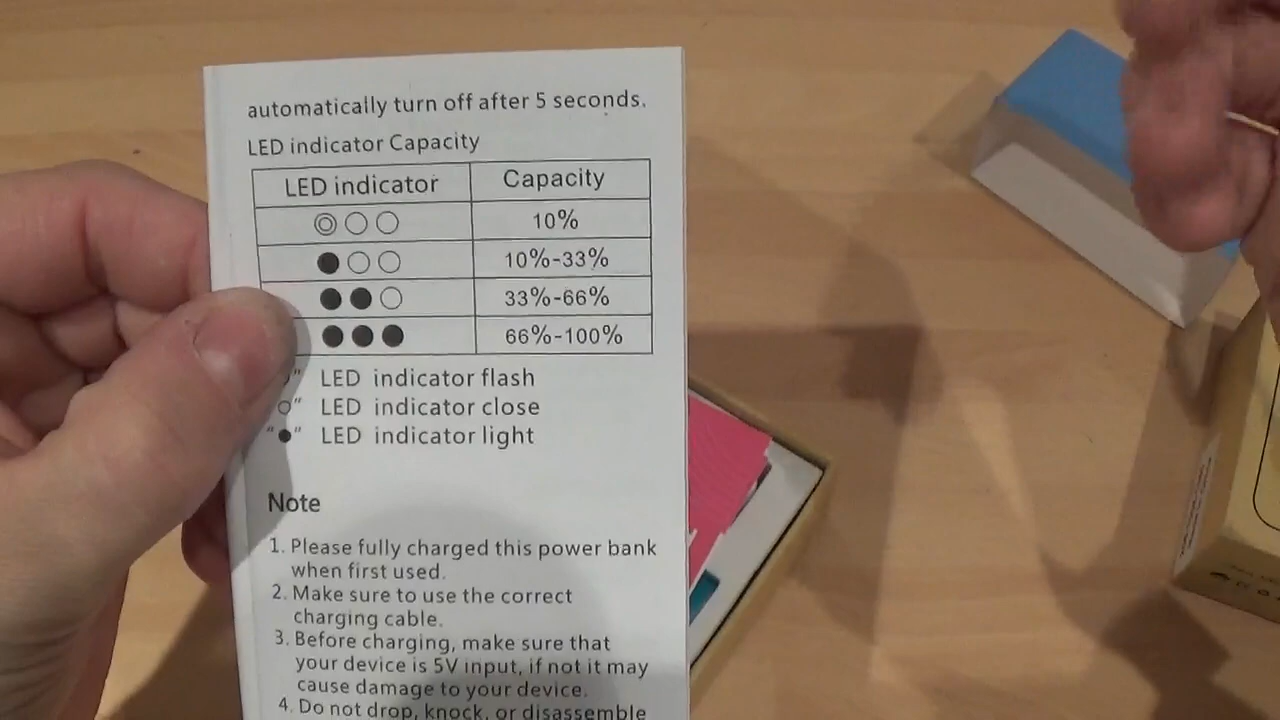 automatically turn off after 5 seconds.
LED indicator Capacity
LED indicator Capacity
◎○○ 10%
●○○ 10%-33%
●●○ 33%-66%
●●● 66%-100%
" LED indicator flash
○" LED indicator close
"●" LED indicator light
Note
1. Please fully charged this power bank
when first used.
2. Make sure to use the correct
charging cable.
3. Before charging, make sure that
your device is 5V input, if not it may
cause damage to your device.
4. Do not drop, knock, or disassemble